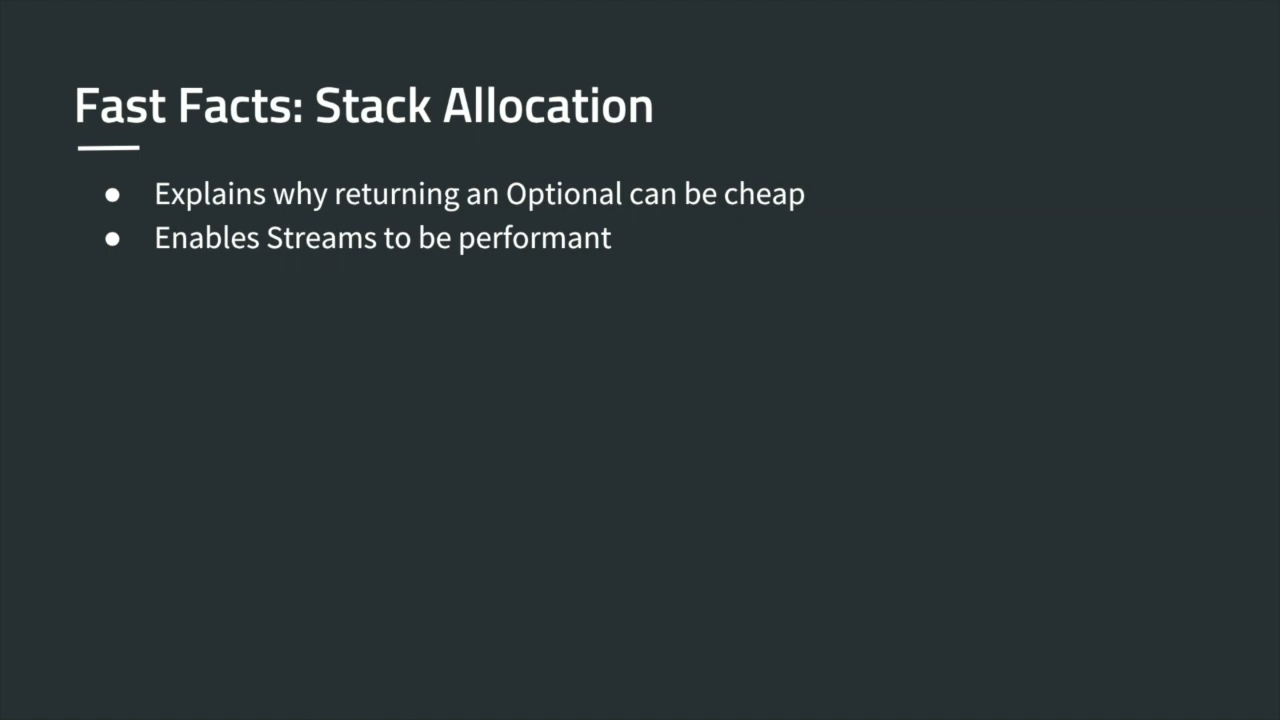 Fast Facts: Stack Allocation
● Explains why returning an Optional can be cheap
● Enables Streams to be performant